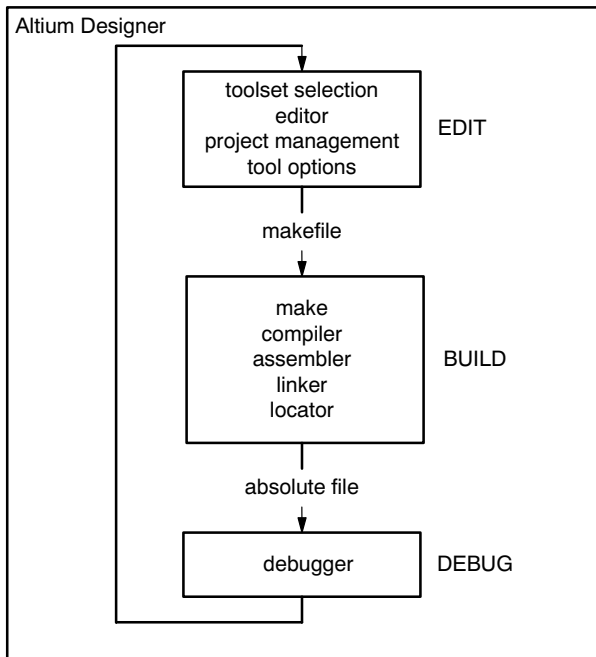 Altium Designer
toolset selection
editor
project management
tool options
EDIT
makefile
make
compiler
assembler
linker
locator
BUILD
absolute file
debugger
DEBUG